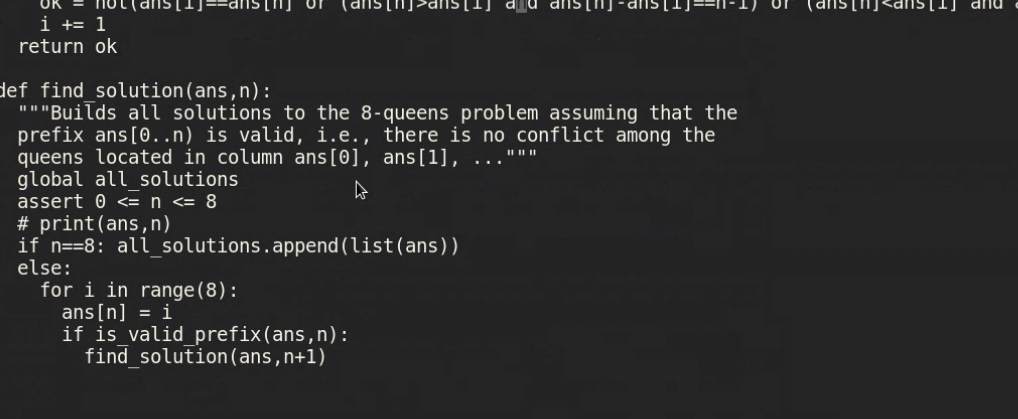 ok = not(ans[i]==ans[n] or (ans[n]>ans[i] and ans[n]-ans[i]==n-i) or (ans[n]<ans[i] and
i += 1
return ok
def find_solution(ans,n):
"""Builds all solutions to the 8-queens problem assuming that the
prefix ans[0..n) is valid, i.e., there is no conflict among the
queens located in column ans[0], ans[1], ..."""
global all_solutions
assert 0 <= n <= 8
# print(ans,n)
if n==8: all_solutions.append(list(ans))
else:
for i in range(8):
ans[n] = i
if is_valid_prefix(ans,n):
find_solution(ans,n+1)